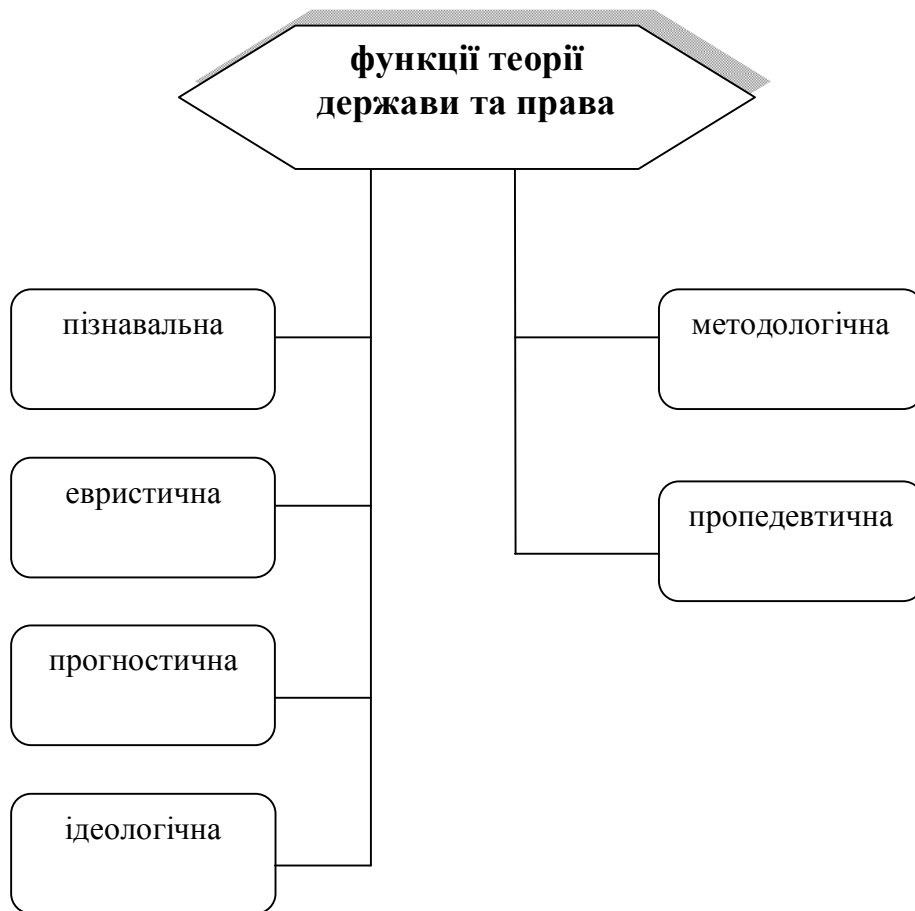 функції теорії
держави та права
пізнавальна
евристична
прогностична
ідеологічна
методологічна
пропедевтична